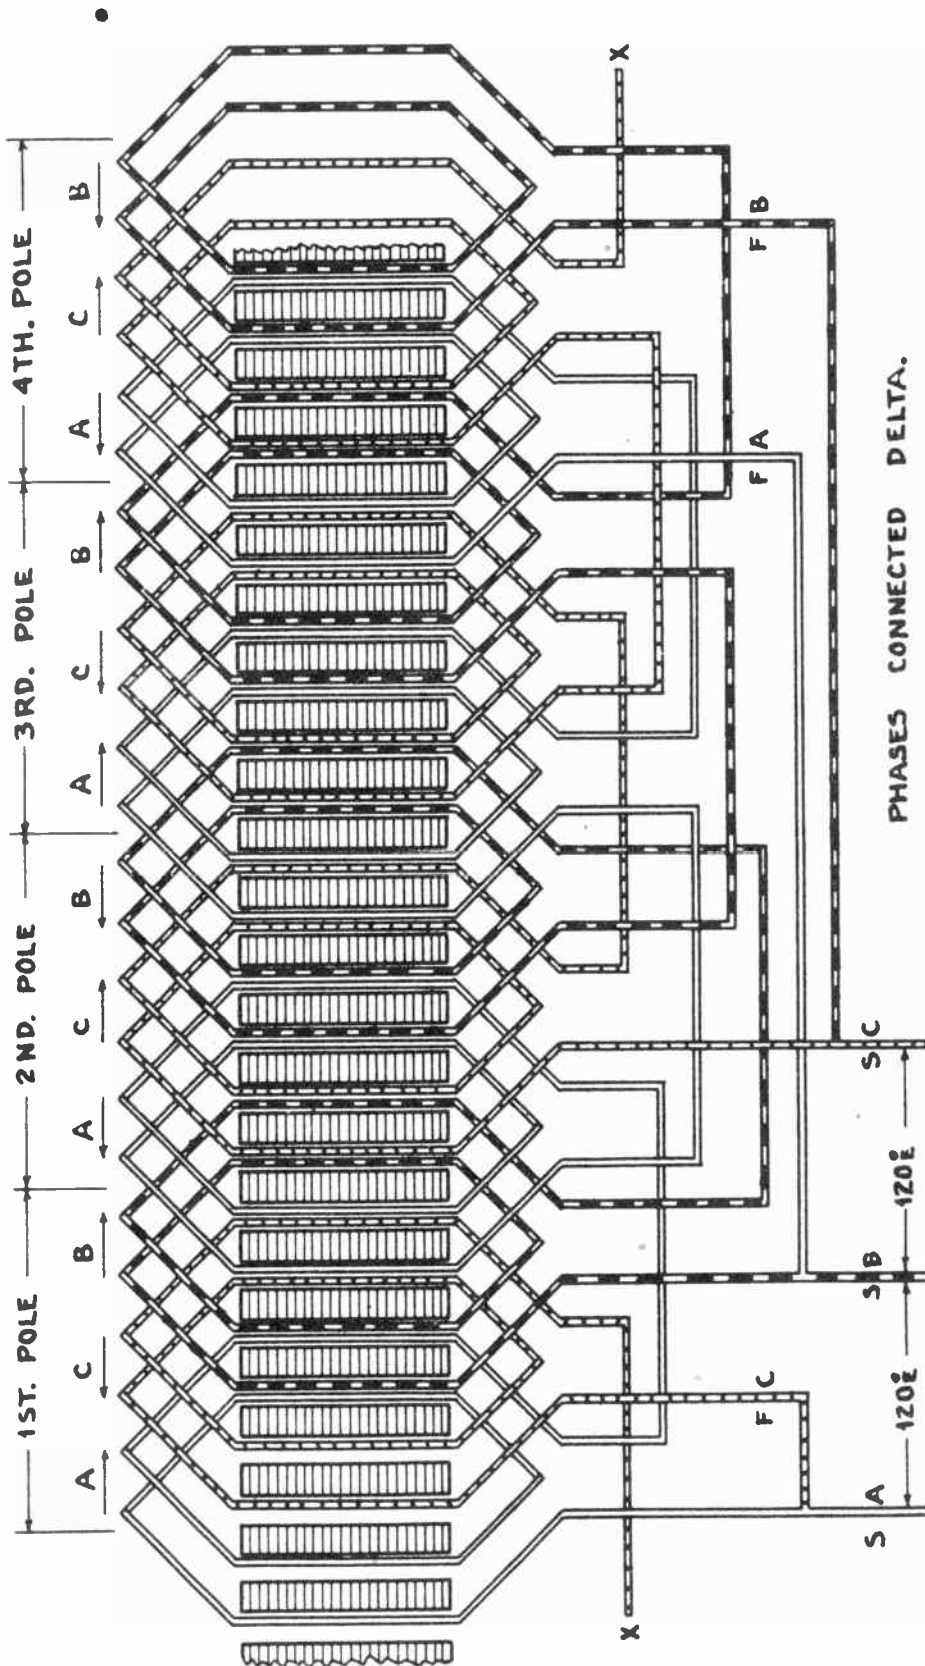 1ST. POLE 2ND. POLE 3RD. POLE 4TH. POLE
A C B A C B A C B A C B
X X
F C F A F B
S A S B S C
120°E 120°E
PHASES CONNECTED DELTA.